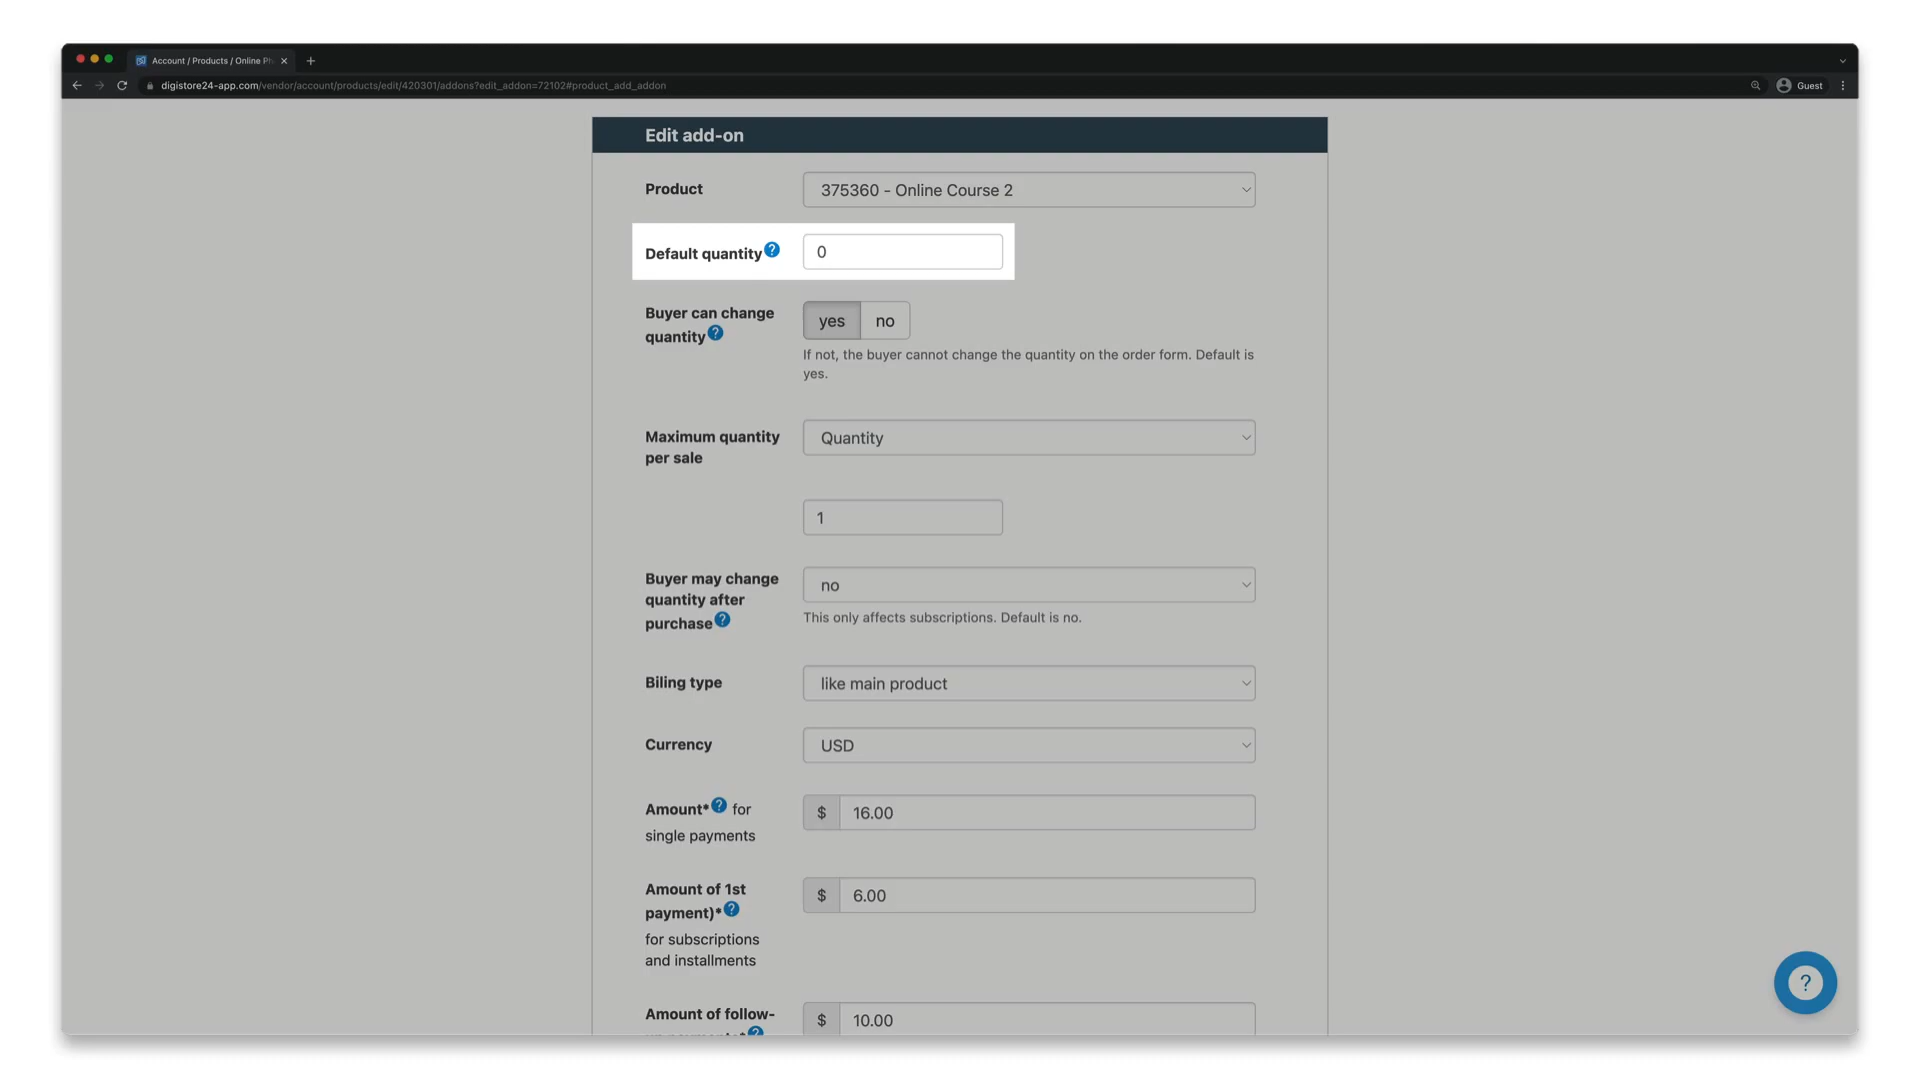 Account / Products / Online Ph
digistore24-app.com/vendor/account/products/edit/420301/addons?edit_addon=72102#product_add_addon
Guest
Edit add-on
Product
375360 - Online Course 2
Default quantity ?
0
Buyer can change
quantity ?
yes no
If not, the buyer cannot change the quantity on the order form. Default is
yes.
Maximum quantity
per sale
Quantity
1
Buyer may change
quantity after
purchase ?
no
This only affects subscriptions. Default is no.
Biling type
like main product
Currency
USD
Amount* ? for
single payments
$ 16.00
Amount of 1st
payment)* ?
for subscriptions
and installments
$ 6.00
Amount of follow-
$ 10.00
?